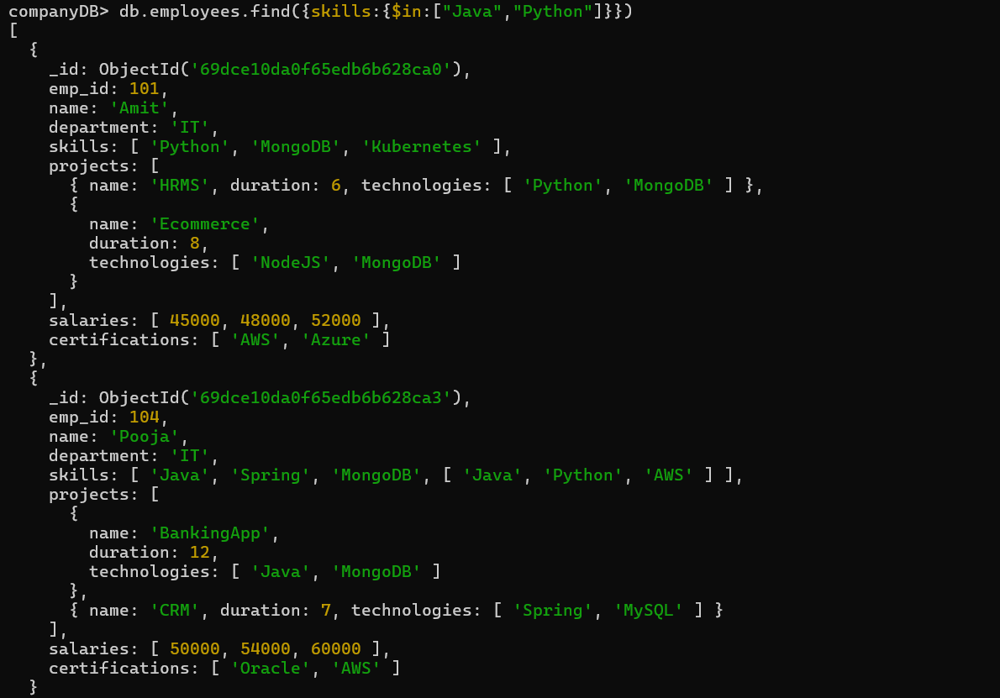 companyDB> db.employees.find({skills:{$in:["Java","Python"]}})
[
  {
    _id: ObjectId('69dce10da0f65edb6b628ca0'),
    emp_id: 101,
    name: 'Amit',
    department: 'IT',
    skills: [ 'Python', 'MongoDB', 'Kubernetes' ],
    projects: [
      { name: 'HRMS', duration: 6, technologies: [ 'Python', 'MongoDB' ] },
      {
        name: 'Ecommerce',
        duration: 8,
        technologies: [ 'NodeJS', 'MongoDB' ]
      }
    ],
    salaries: [ 45000, 48000, 52000 ],
    certifications: [ 'AWS', 'Azure' ]
  },
  {
    _id: ObjectId('69dce10da0f65edb6b628ca3'),
    emp_id: 104,
    name: 'Pooja',
    department: 'IT',
    skills: [ 'Java', 'Spring', 'MongoDB', [ 'Java', 'Python', 'AWS' ] ],
    projects: [
      {
        name: 'BankingApp',
        duration: 12,
        technologies: [ 'Java', 'MongoDB' ]
      },
      { name: 'CRM', duration: 7, technologies: [ 'Spring', 'MySQL' ] }
    ],
    salaries: [ 50000, 54000, 60000 ],
    certifications: [ 'Oracle', 'AWS' ]
  }